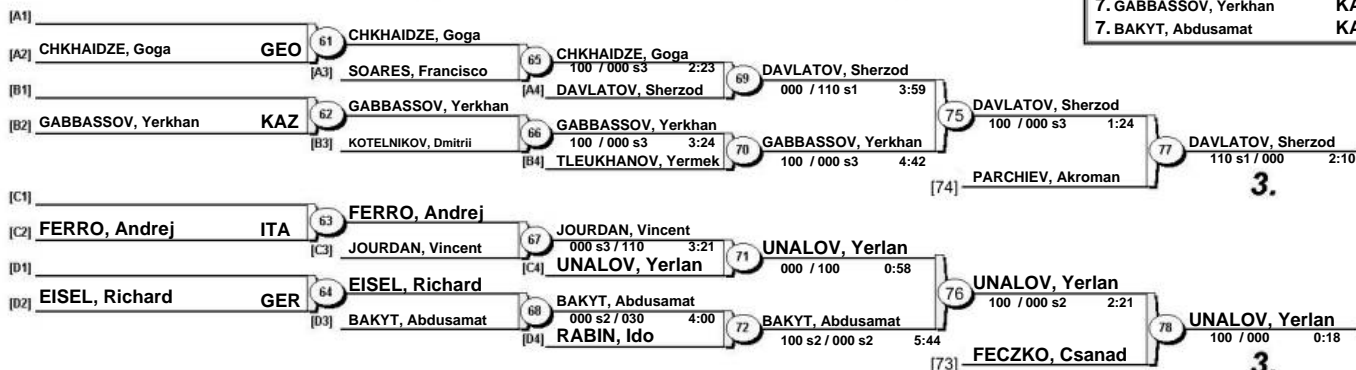 7. GABBASSOV, Yerkhan KA
7. BAKYT, Abdusamat KA
[A1]
[A2] CHKHAIDZE, Goga GEO 61 CHKHAIDZE, Goga
[A3] SOARES, Francisco 65 CHKHAIDZE, Goga
100 / 000 s3 2:23
[A4] DAVLATOV, Sherzod 69 DAVLATOV, Sherzod
000 / 110 s1 3:59
[B1]
[B2] GABBASSOV, Yerkhan KAZ 62 GABBASSOV, Yerkhan
[B3] KOTELNIKOV, Dmitrii 66 GABBASSOV, Yerkhan
100 / 000 s3 3:24
[B4] TLEUKHANOV, Yermek 70 GABBASSOV, Yerkhan
100 / 000 s3 4:42
75 DAVLATOV, Sherzod
100 / 000 s3 1:24
[74] PARCHIEV, Akroman 77 DAVLATOV, Sherzod
110 s1 / 000 2:10
3.
[C1]
[C2] FERRO, Andrej ITA 63 FERRO, Andrej
[C3] JOURDAN, Vincent 67 JOURDAN, Vincent
000 s3 / 110 3:21
[C4] UNALOV, Yerlan 71 UNALOV, Yerlan
000 / 100 0:58
[D1]
[D2] EISEL, Richard GER 64 EISEL, Richard
[D3] BAKYT, Abdusamat 68 BAKYT, Abdusamat
000 s2 / 030 4:00
[D4] RABIN, Ido 72 BAKYT, Abdusamat
100 s2 / 000 s2 5:44
76 UNALOV, Yerlan
100 / 000 s2 2:21
[73] FECZKO, Csanad 78 UNALOV, Yerlan
100 / 000 0:18
3.